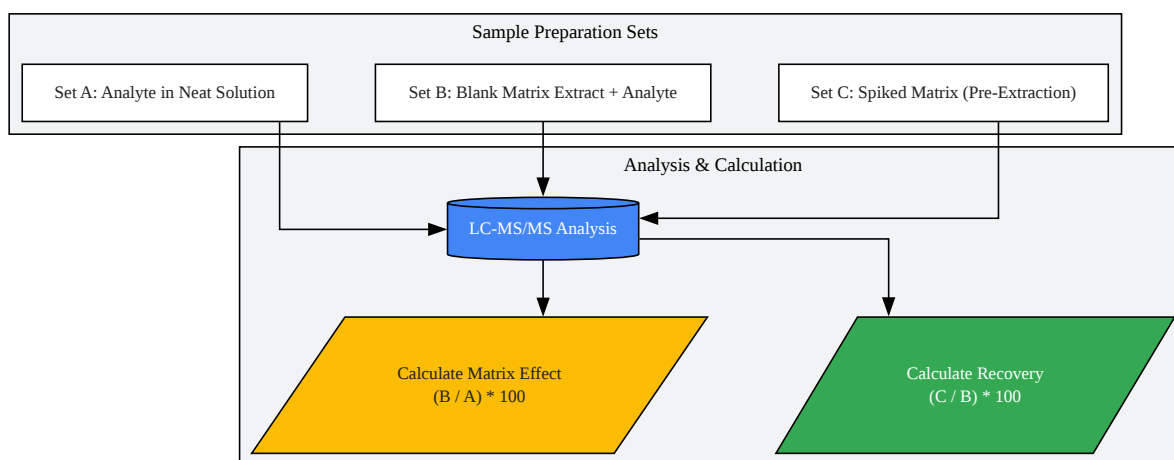 Sample Preparation Sets
Set A: Analyte in Neat Solution
Set B: Blank Matrix Extract + Analyte
Set C: Spiked Matrix (Pre-Extraction)
Analysis & Calculation
LC-MS/MS Analysis
Calculate Matrix Effect
(B / A) * 100
Calculate Recovery
(C / B) * 100